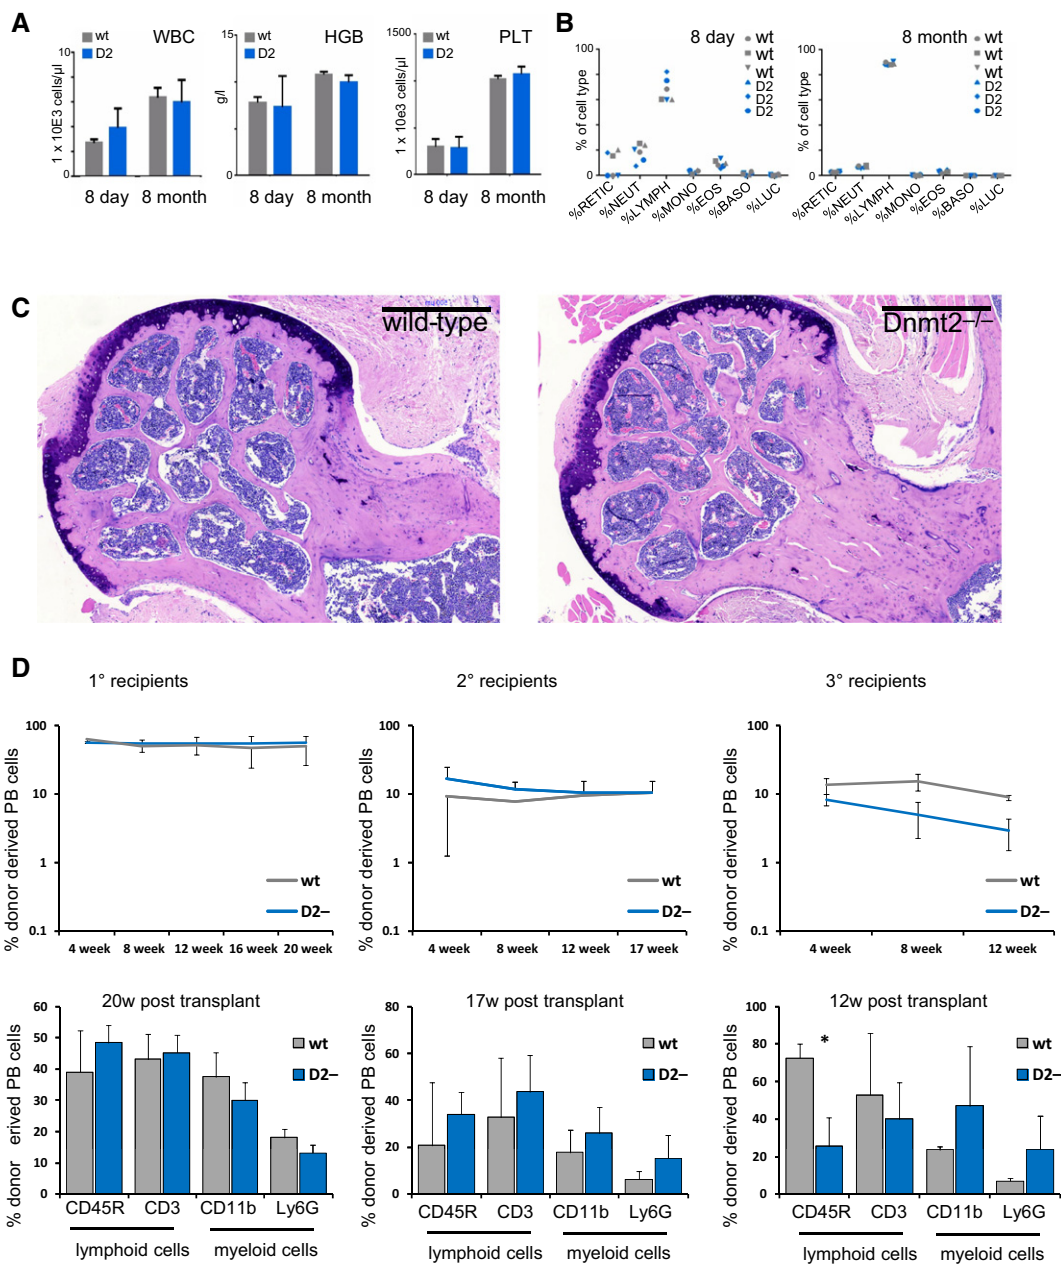 A
wt
D2
WBC
10
5
0
1 x 10E3 cells/µl
8 day
8 month
wt
D2
HGB
15
0
g/l
8 day
8 month
wt
D2
PLT
1500
0
1 x 10e3 cells/µl
8 day
8 month
B
8 day
wt
wt
wt
D2
D2
D2
100
50
0
% of cell type
%RETIC
%NEUT
%LYMPH
%MONO
%EOS
%BASO
%LUC
8 month
wt
wt
wt
D2
D2
D2
100
50
0
% of cell type
%RETIC
%NEUT
%LYMPH
%MONO
%EOS
%BASO
%LUC
C
wild-type
Dnmt2–/–
D
1° recipients
100
10
1
0.1
% donor derived PB cells
wt
D2–
4 week 8 week 12 week 16 week 20 week
2° recipients
100
10
1
0.1
% donor derived PB cells
wt
D2–
4 week 8 week 12 week 17 week
3° recipients
100
10
1
0.1
% donor derived PB cells
wt
D2–
4 week 8 week 12 week
20w post transplant
60
50
40
30
20
10
0
% donor erived PB cells
wt
D2–
CD45R CD3 CD11b Ly6G
lymphoid cells myeloid cells
17w post transplant
80
60
40
20
0
% donor derived PB cells
wt
D2–
CD45R CD3 CD11b Ly6G
lymphoid cells myeloid cells
12w post transplant
100
80
60
40
20
0
% donor derived PB cells
*
wt
D2–
CD45R CD3 CD11b Ly6G
lymphoid cells myeloid cells